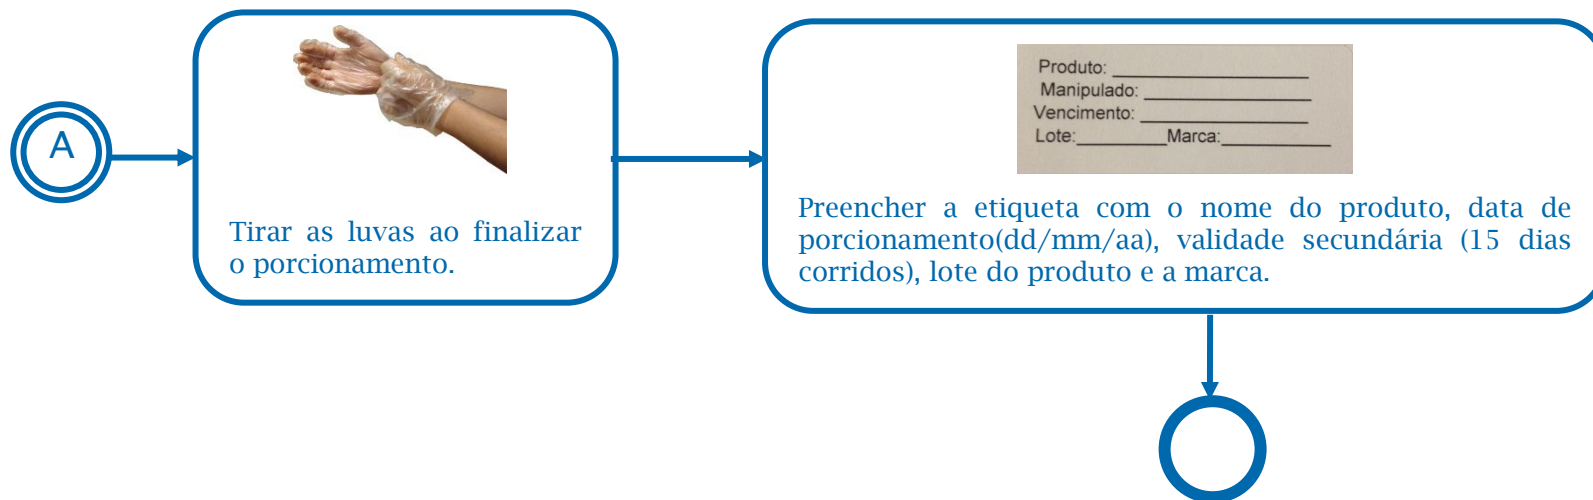 A
Tirar as luvas ao finalizar
o porcionamento.
Produto:
Manipulado:
Vencimento:
Lote: Marca:
Preencher a etiqueta com o nome do produto, data de
porcionamento(dd/mm/aa), validade secundária (15 dias
corridos), lote do produto e a marca.